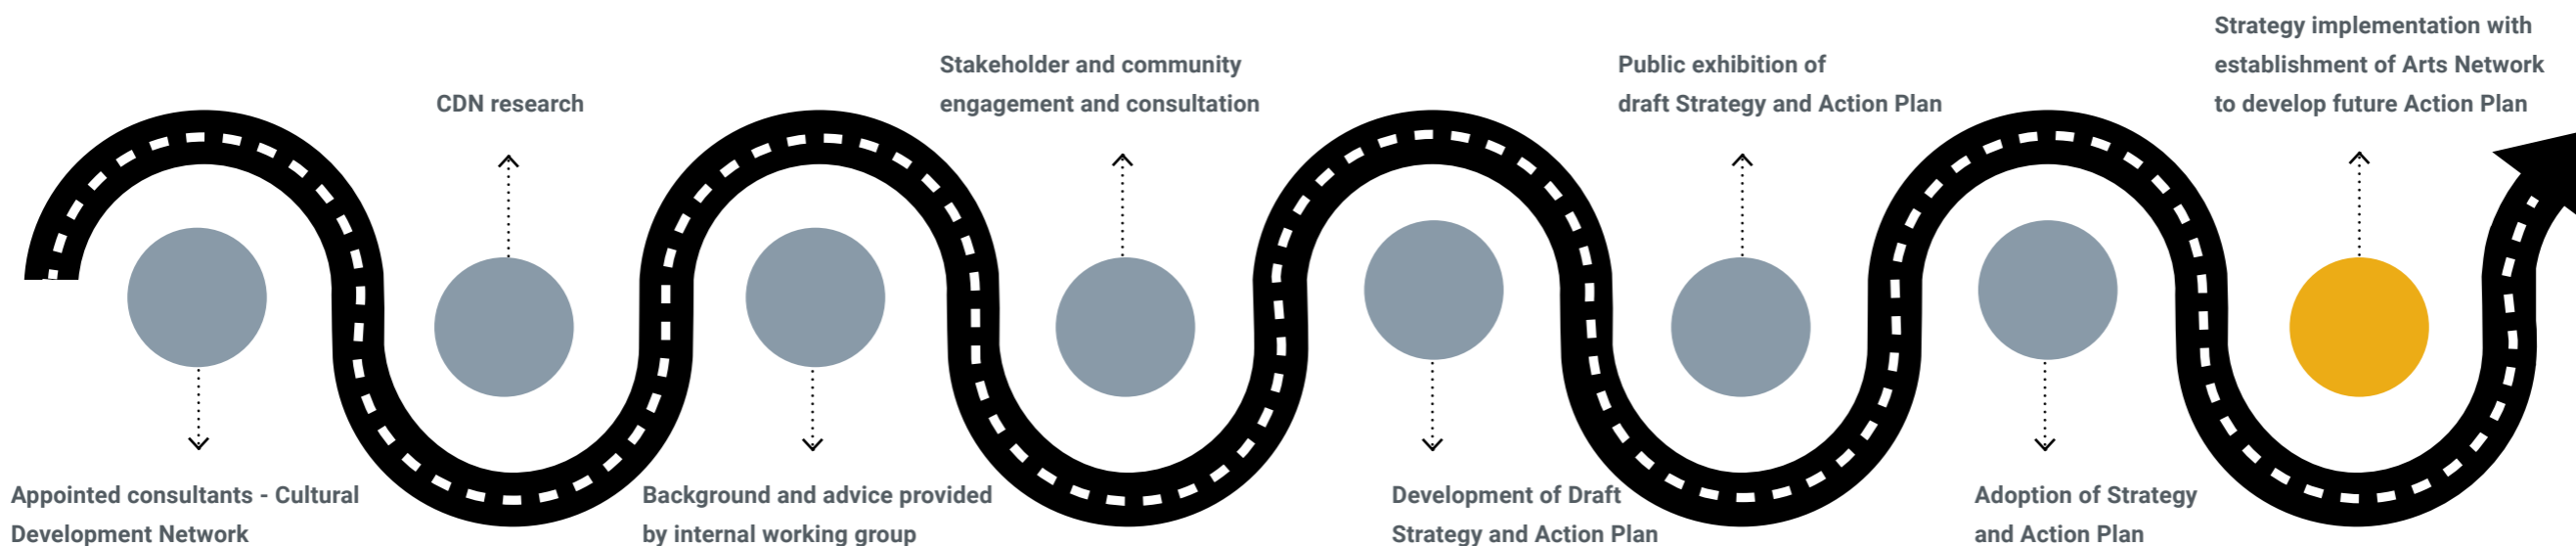 Appointed consultants - Cultural
Development Network
CDN research
Background and advice provided
by internal working group
Stakeholder and community
engagement and consultation
Development of Draft
Strategy and Action Plan
Public exhibition of
draft Strategy and Action Plan
Adoption of Strategy
and Action Plan
Strategy implementation with
establishment of Arts Network
to develop future Action Plan